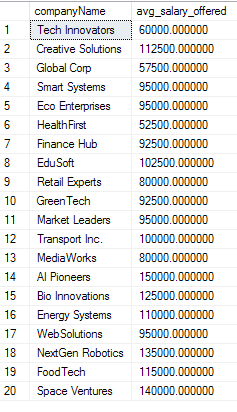 companyName avg_salary_offered
1 Tech Innovators 60000.000000
2 Creative Solutions 112500.000000
3 Global Corp 57500.000000
4 Smart Systems 95000.000000
5 Eco Enterprises 95000.000000
6 HealthFirst 52500.000000
7 Finance Hub 92500.000000
8 EduSoft 102500.000000
9 Retail Experts 80000.000000
10 GreenTech 92500.000000
11 Market Leaders 95000.000000
12 Transport Inc. 100000.000000
13 MediaWorks 80000.000000
14 AI Pioneers 150000.000000
15 Bio Innovations 125000.000000
16 Energy Systems 110000.000000
17 WebSolutions 95000.000000
18 NextGen Robotics 135000.000000
19 FoodTech 115000.000000
20 Space Ventures 140000.000000